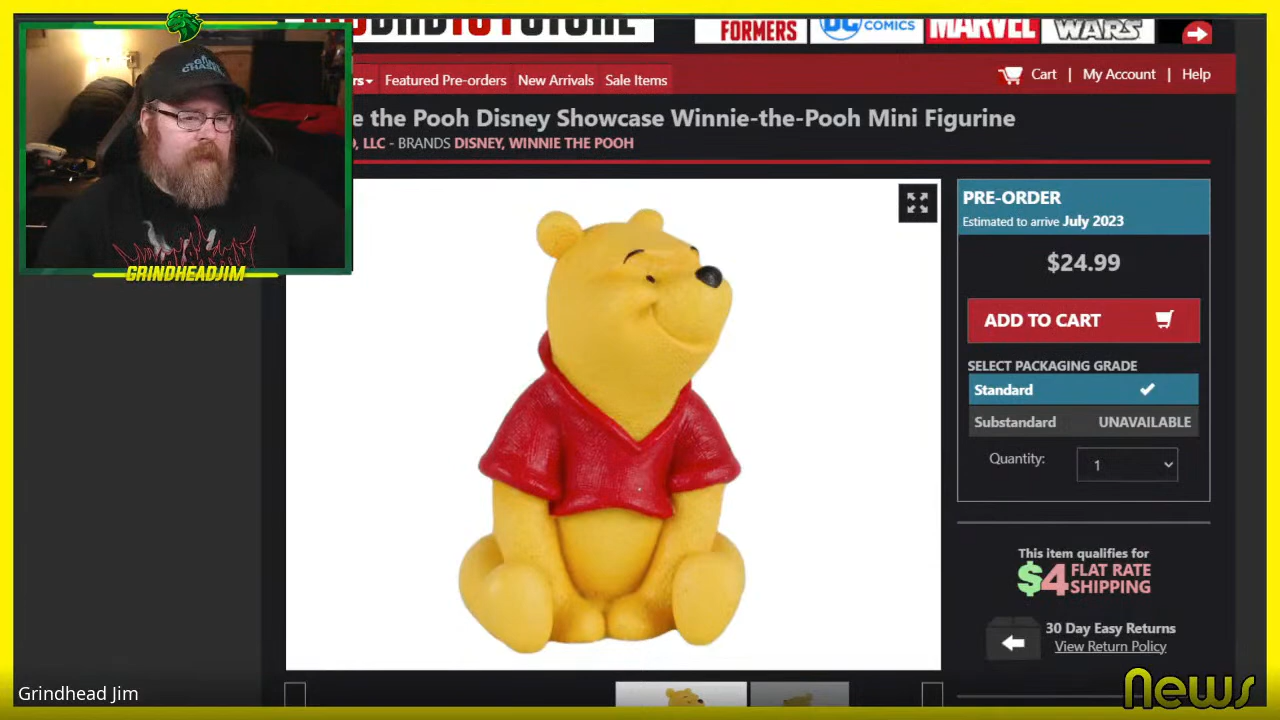 FORMERS
DC
COMICS
MARVEL
WARS
Featured Pre-orders New Arrivals Sale Items
Cart | My Account | Help
the Pooh Disney Showcase Winnie-the-Pooh Mini Figurine
LLC - BRANDS DISNEY, WINNIE THE POOH
GRINDHEADJIM
PRE-ORDER
Estimated to arrive July 2023
$24.99
ADD TO CART
SELECT PACKAGING GRADE
Standard
Substandard UNAVAILABLE
Quantity: 1
This item qualifies for
$4 FLAT RATE
SHIPPING
30 Day Easy Returns
View Return Policy
Grindhead Jim
News